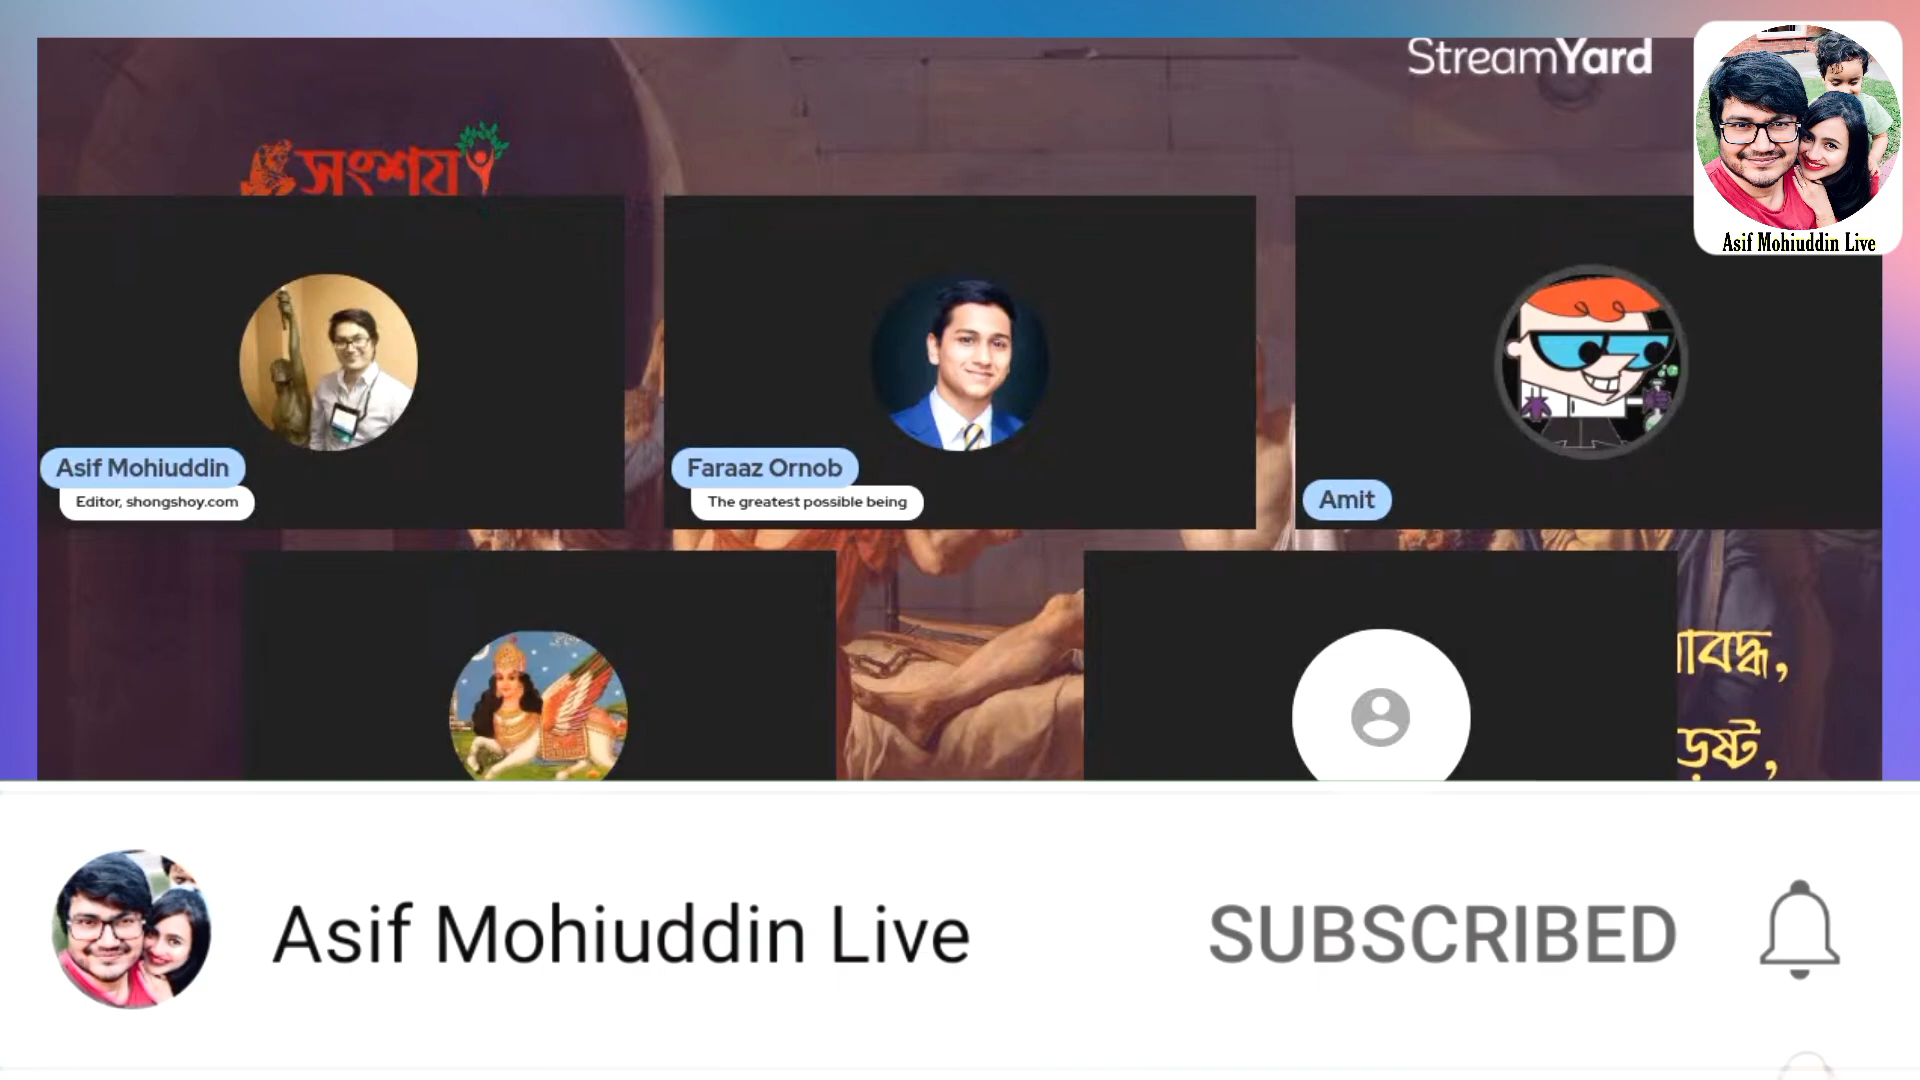 StreamYard
সংশয়
Asif Mohiuddin Live
Asif Mohiuddin
Editor, shongshoy.com
Faraaz Ornob
The greatest possible being
Amit
Asif Mohiuddin Live
SUBSCRIBED